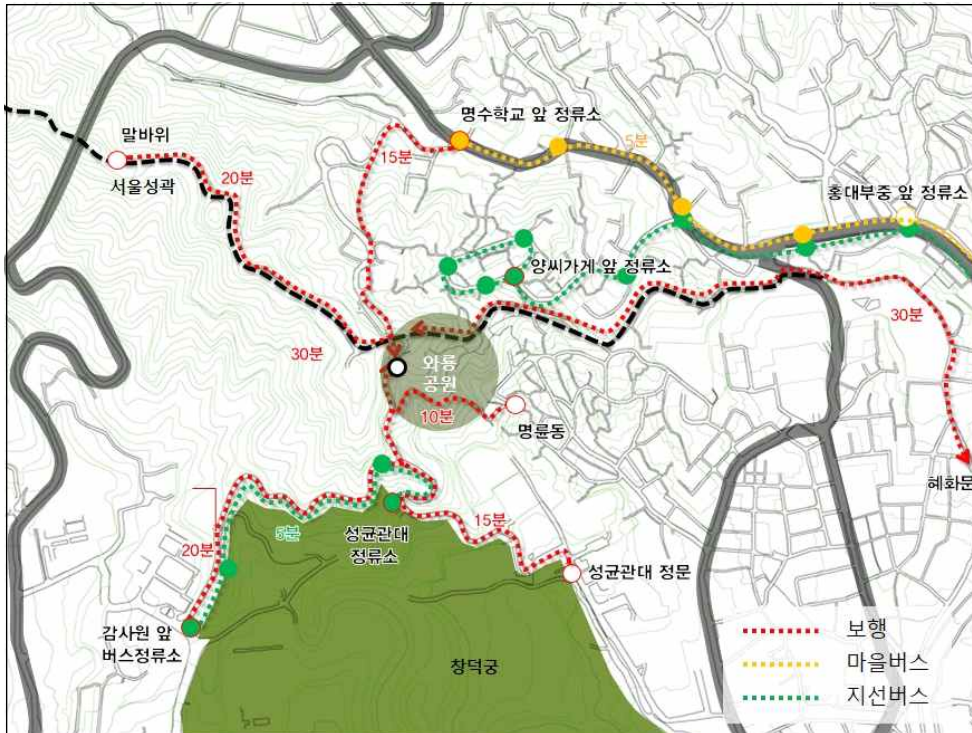 명수학교 앞 정류소
말바위
15분
5분
서울성곽
20분
홍대부중 앞 정류소
양씨가게 앞 정류소
30분
30분
와룡
공원
10분
명륜동
혜화문
20분
5분
성균관대
정류소
15분
성균관대 정문
감사원 앞
버스정류소
창덕궁
보행
마을버스
지선버스